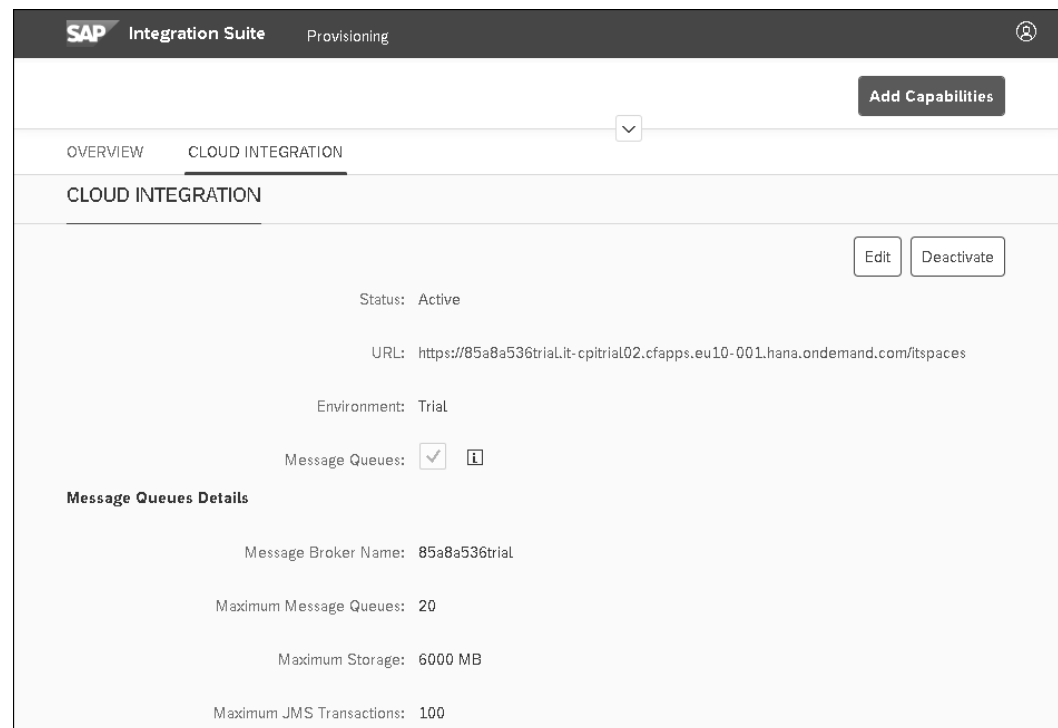 SAP Integration Suite Provisioning
Add Capabilities
OVERVIEW CLOUD INTEGRATION
CLOUD INTEGRATION
Edit Deactivate
Status: Active
URL: https://85a8a536trial.it-cpitrial02.cfapps.eu10-001.hana.ondemand.com/itspaces
Environment: Trial
Message Queues:
Message Queues Details
Message Broker Name: 85a8a536trial
Maximum Message Queues: 20
Maximum Storage: 6000 MB
Maximum JMS Transactions: 100